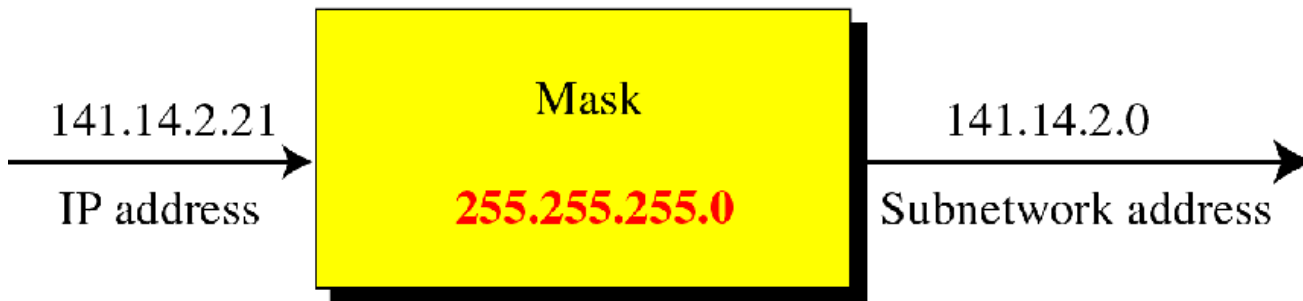 Mask
141.14.2.21
141.14.2.0
IP address
255.255.255.0
Subnetwork address